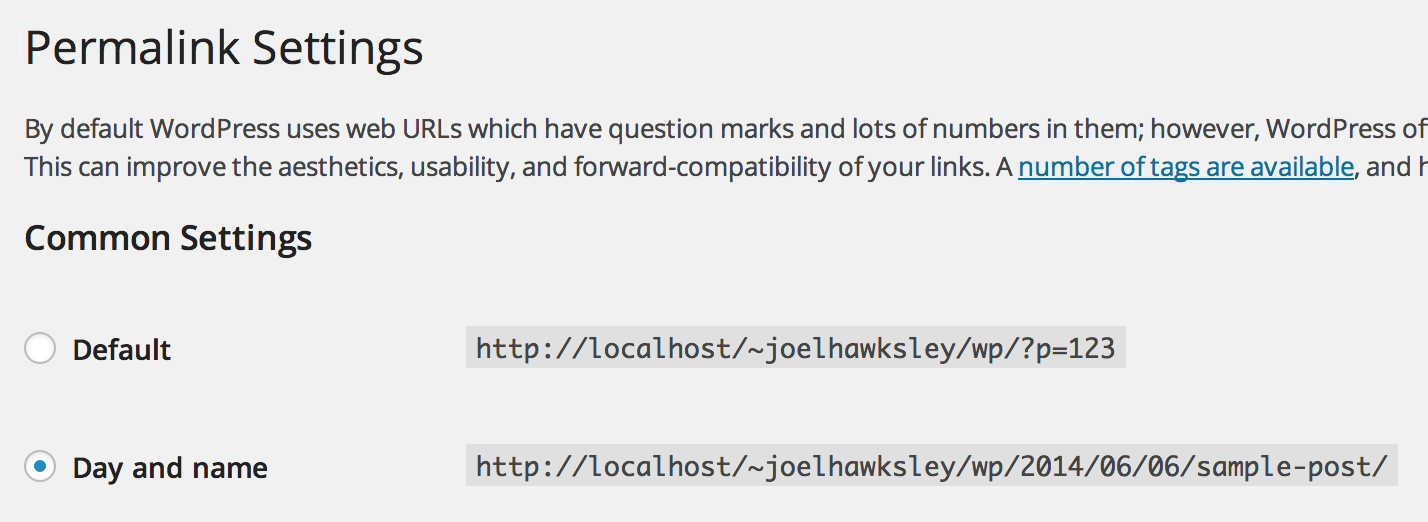 Permalink Settings
By default WordPress uses web URLs which have question marks and lots of numbers in them; however, WordPress of
This can improve the aesthetics, usability, and forward-compatibility of your links. A number of tags are available, and h
Common Settings
Default http://localhost/~joelhawksley/wp/?p=123
Day and name http://localhost/~joelhawksley/wp/2014/06/06/sample-post/